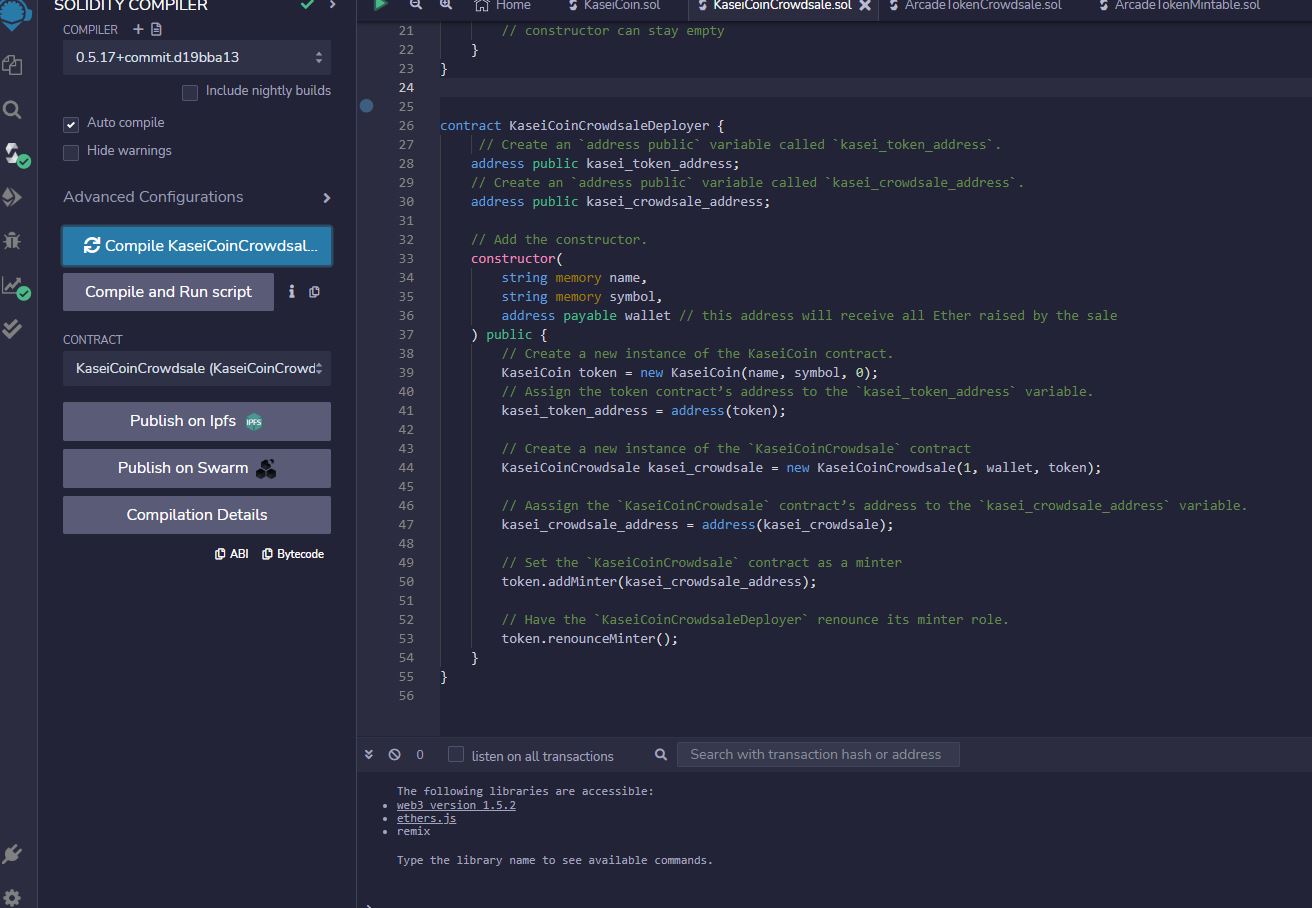 SOLIDITY COMPILER
COMPILER
0.5.17+commit.d19bba13
Include nightly builds
Auto compile
Hide warnings
Advanced Configurations
Compile KaseiCoinCrowdsal...
Compile and Run script
CONTRACT
KaseiCoinCrowdsale (KaseiCoinCrowd
Publish on Ipfs IPFS
Publish on Swarm
Compilation Details
ABI Bytecode
Home KaseiCoin.sol KaseiCoinCrowdsale.sol ArcadeTokenCrowdsale.sol ArcadeTokenMintable.sol
21 // constructor can stay empty
22 }
23 }
24
25
26 contract KaseiCoinCrowdsaleDeployer {
27 // Create an `address public` variable called `kasei_token_address`.
28 address public kasei_token_address;
29 // Create an `address public` variable called `kasei_crowdsale_address`.
30 address public kasei_crowdsale_address;
31
32 // Add the constructor.
33 constructor(
34 string memory name,
35 string memory symbol,
36 address payable wallet // this address will receive all Ether raised by the sale
37 ) public {
38 // Create a new instance of the KaseiCoin contract.
39 KaseiCoin token = new KaseiCoin(name, symbol, 0);
40 // Assign the token contract’s address to the `kasei_token_address` variable.
41 kasei_token_address = address(token);
42
43 // Create a new instance of the `KaseiCoinCrowdsale` contract
44 KaseiCoinCrowdsale kasei_crowdsale = new KaseiCoinCrowdsale(1, wallet, token);
45
46 // Aassign the `KaseiCoinCrowdsale` contract’s address to the `kasei_crowdsale_address` variable.
47 kasei_crowdsale_address = address(kasei_crowdsale);
48
49 // Set the `KaseiCoinCrowdsale` contract as a minter
50 token.addMinter(kasei_crowdsale_address);
51
52 // Have the `KaseiCoinCrowdsaleDeployer` renounce its minter role.
53 token.renounceMinter();
54 }
55 }
56
0 listen on all transactions Search with transaction hash or address
The following libraries are accessible:
web3 version 1.5.2
ethers.js
remix
Type the library name to see available commands.